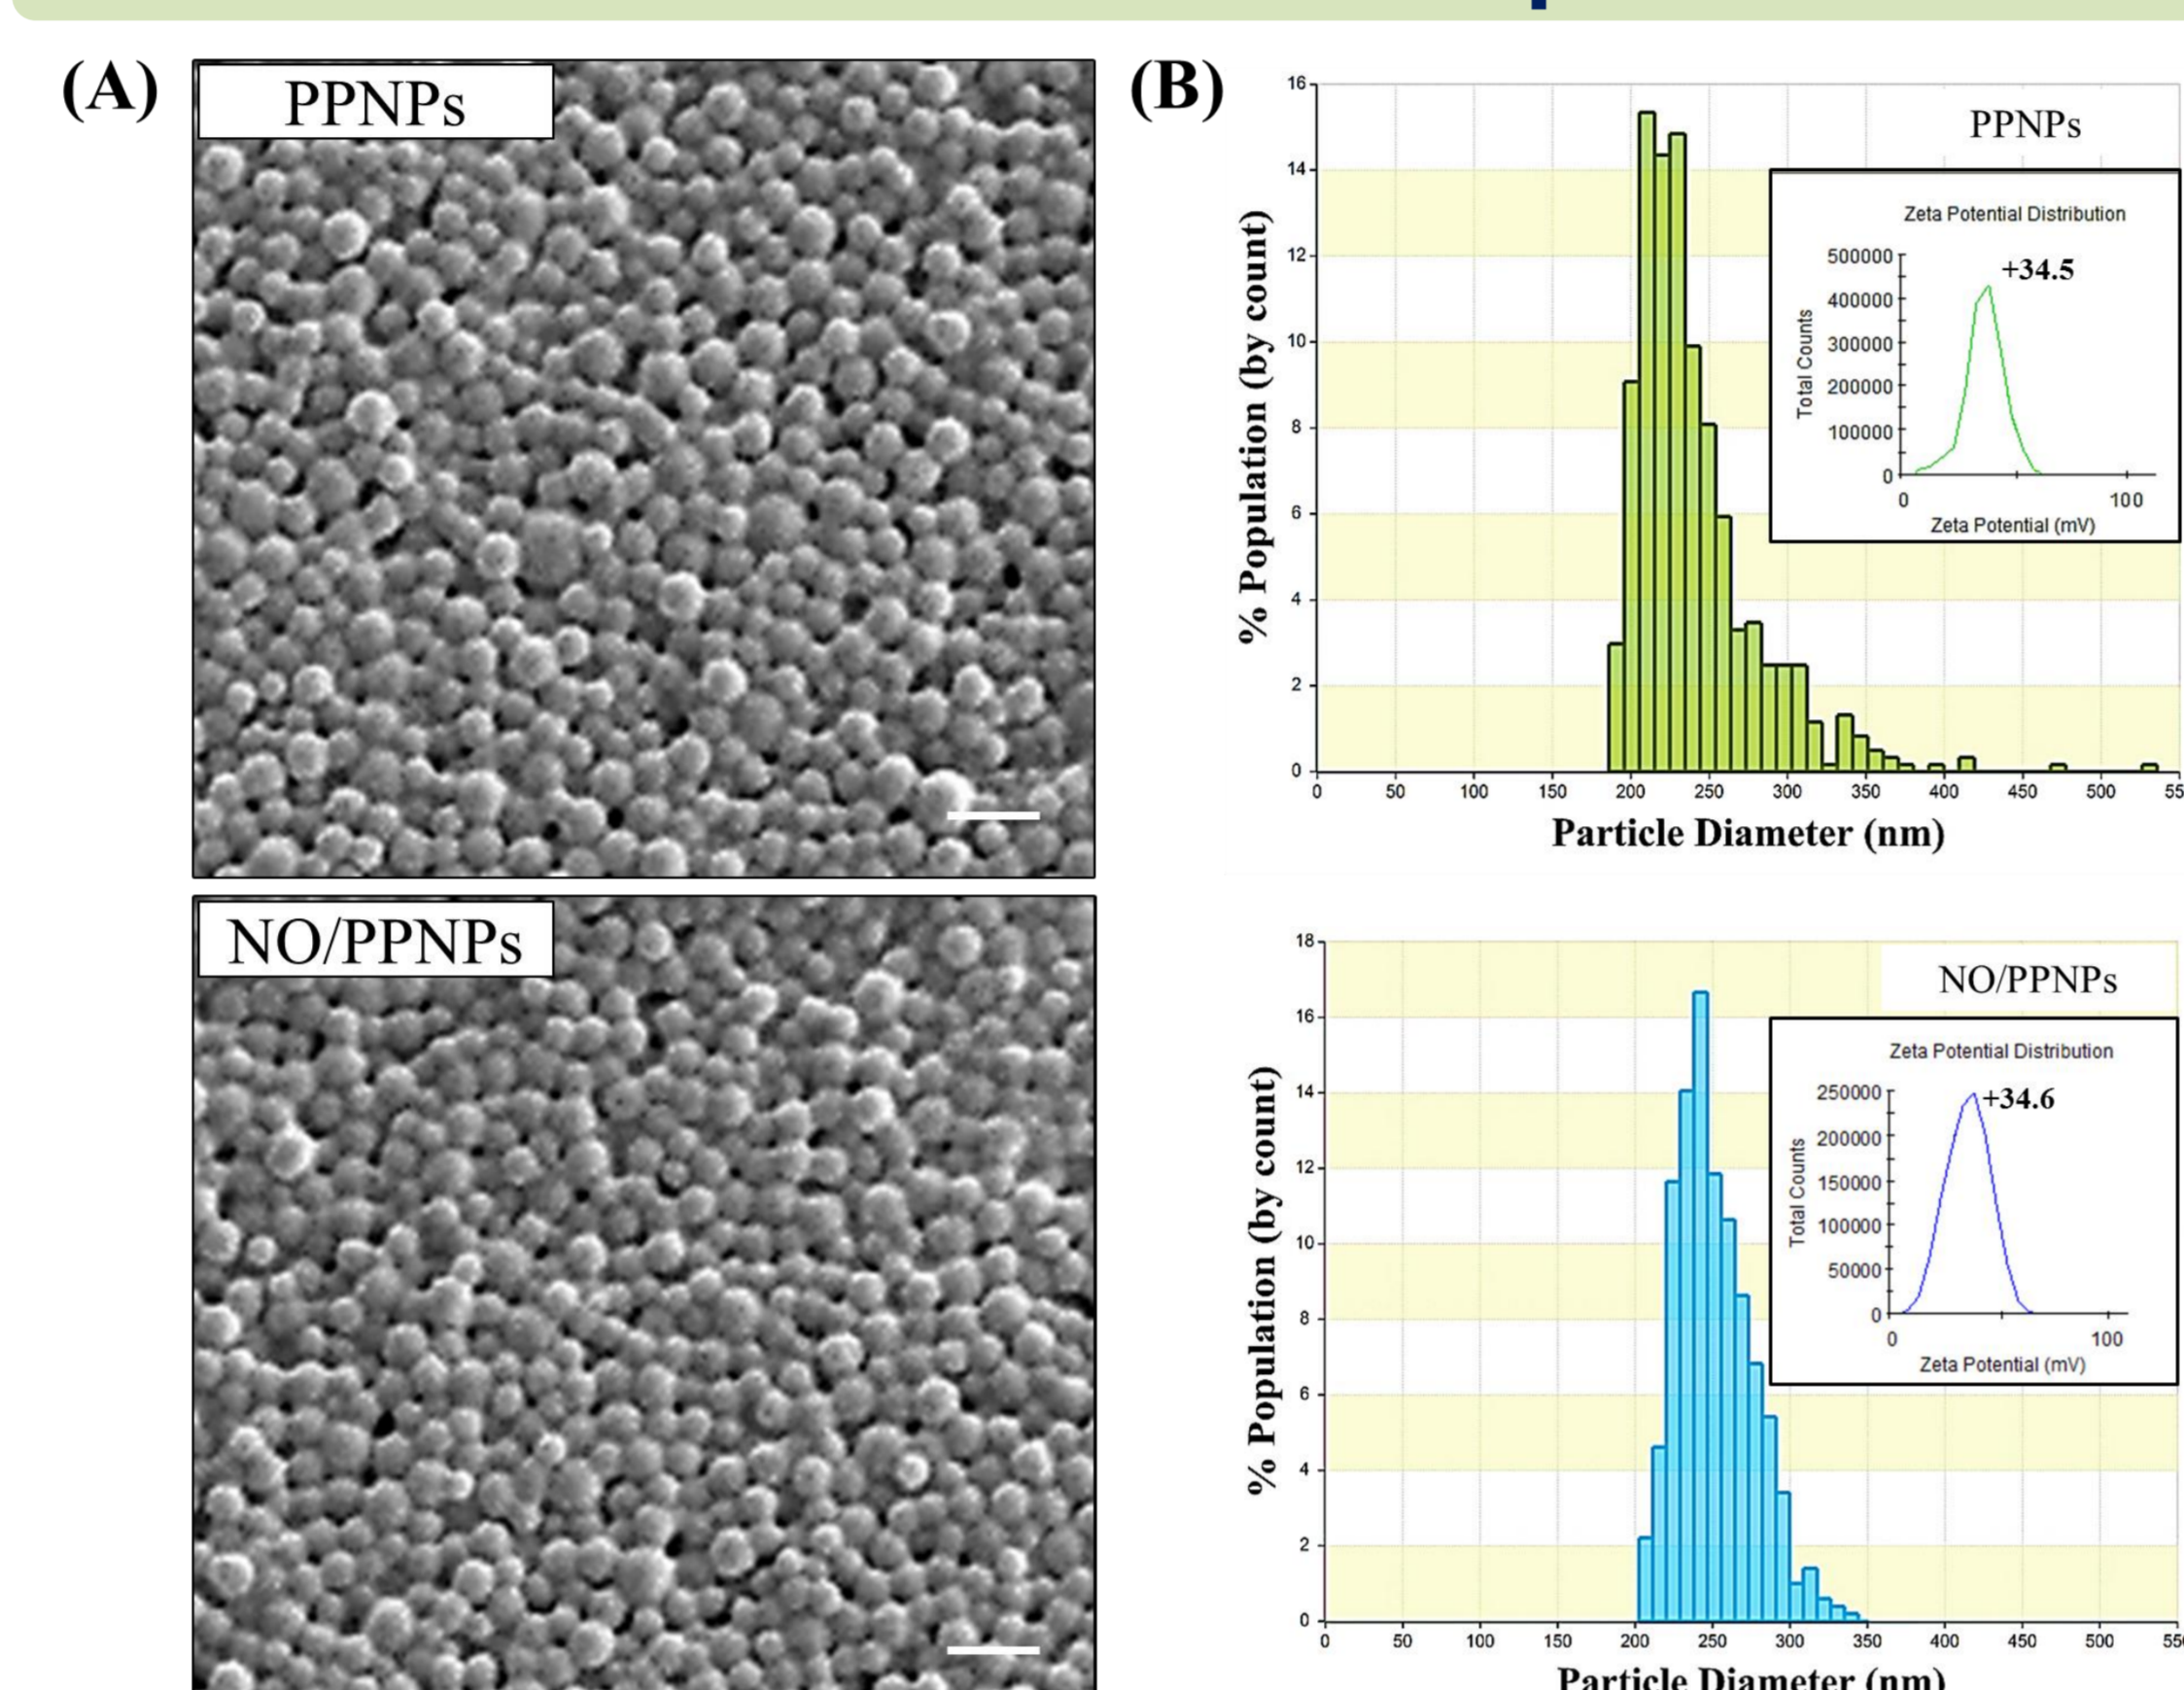 (A)
PPNPs
NO/PPNPs
(B)
PPNPs
% Population (by count)
16
14
12
10
8
6
4
2
0
0 50 100 150 200 250 300 350 400 450 500
Particle Diameter (nm)
Zeta Potential Distribution
+34.5
Total Counts
500000
400000
300000
200000
100000
0
0 100
Zeta Potential (mV)
NO/PPNPs
% Population (by count)
18
16
14
12
10
8
6
4
2
0
0 50 100 150 200 250 300 350 400 450 500
Particle Diameter (nm)
Zeta Potential Distribution
+34.6
Total Counts
250000
200000
150000
100000
50000
0
0 100
Zeta Potential (mV)